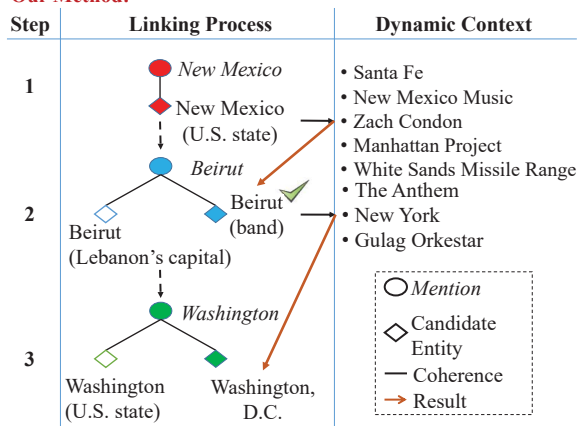 Our Method:
Step Linking Process Dynamic Context
1
New Mexico
New Mexico
(U.S. state)
• Santa Fe
• New Mexico Music
• Zach Condon
• Manhattan Project
• White Sands Missile Range
2
Beirut
Beirut
(Lebanon's capital)
Beirut
(band)
• The Anthem
• New York
• Gulag Orkestar
3
Washington
Washington
(U.S. state)
Washington,
D.C.
Mention
Candidate
Entity
Coherence
Result